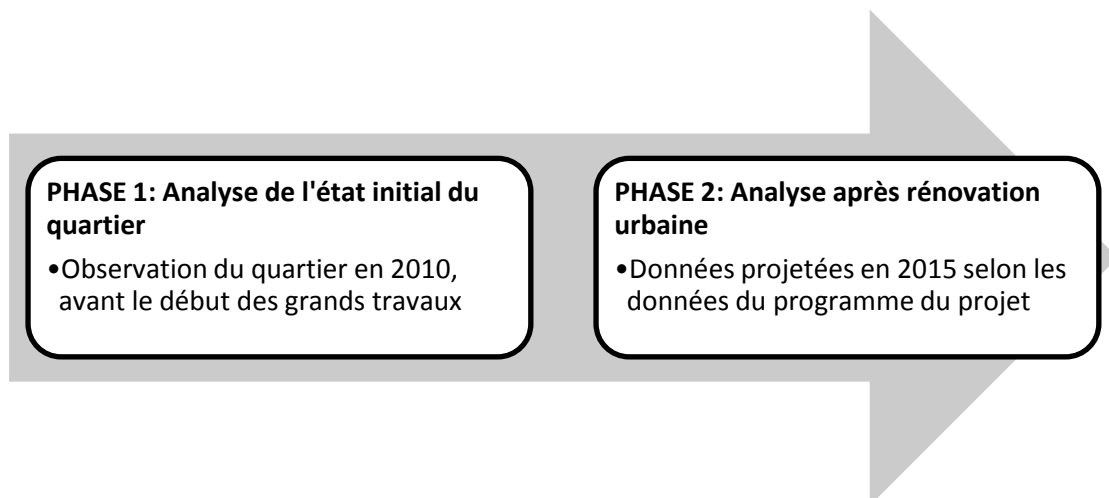 PHASE 1: Analyse de l'état initial du
quartier
•Observation du quartier en 2010,
avant le début des grands travaux
PHASE 2: Analyse après rénovation
urbaine
•Données projetées en 2015 selon les
données du programme du projet